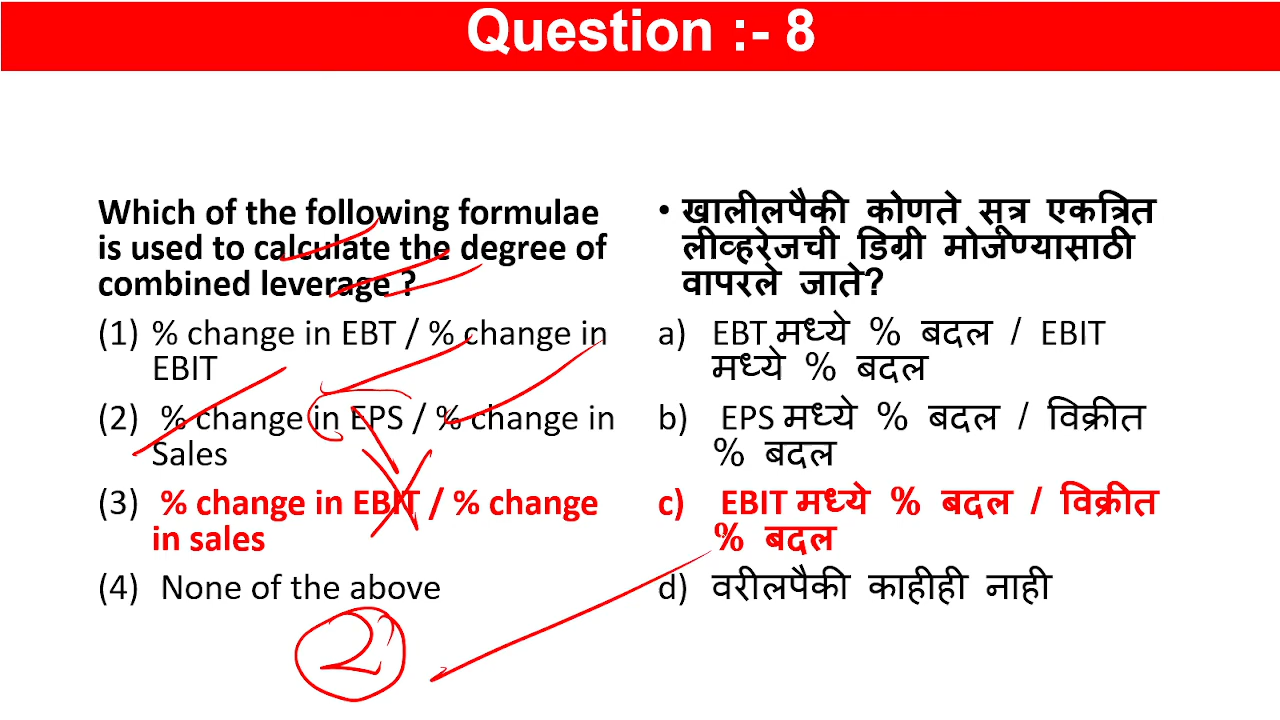 Question :- 8
Which of the following formulae
is used to calculate the degree of
combined leverage ?
(1) % change in EBT / % change in
EBIT
(2) % change in EPS / % change in
Sales
(3) % change in EBIT / % change
in sales
(4) None of the above
2
• खालीलपैकी कोणते सूत्र एकत्रित
लीव्हरेजची डिग्री मोजण्यासाठी
वापरले जाते?
a) EBT मध्ये % बदल / EBIT
मध्ये % बदल
b) EPS मध्ये % बदल / विक्रीत
% बदल
c) EBIT मध्ये % बदल / विक्रीत
% बदल
d) वरीलपैकी काहीही नाही